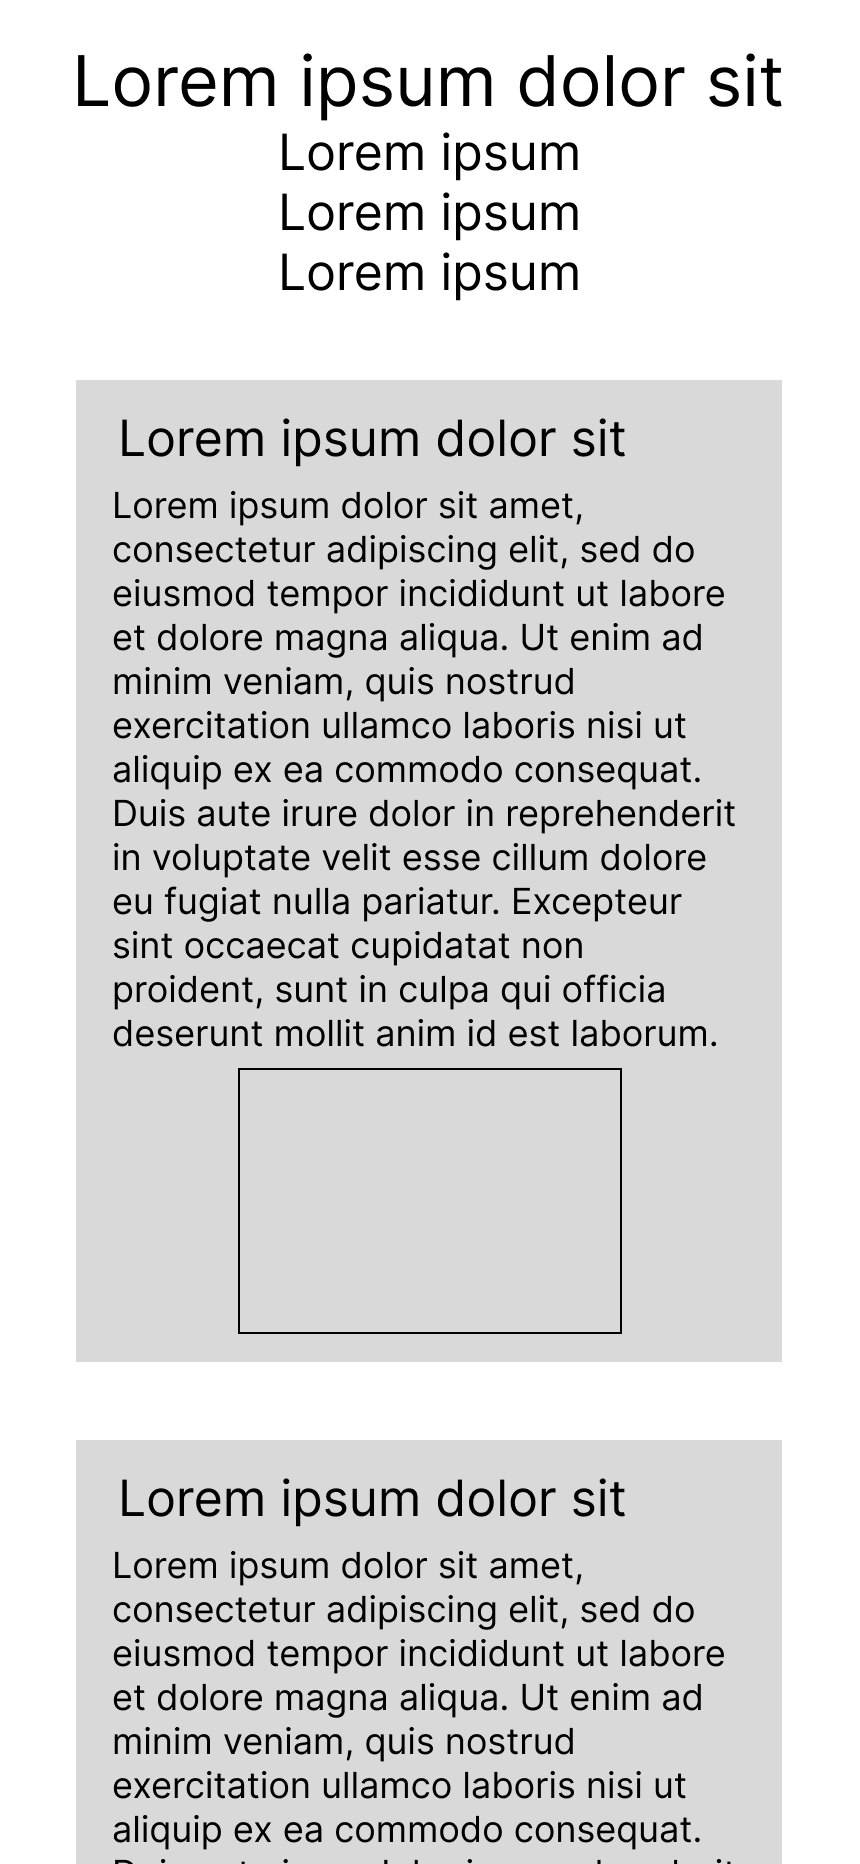 Lorem ipsum dolor sit
Lorem ipsum
Lorem ipsum
Lorem ipsum
Lorem ipsum dolor sit
Lorem ipsum dolor sit amet,
consectetur adipiscing elit, sed do
eiusmod tempor incididunt ut labore
et dolore magna aliqua. Ut enim ad
minim veniam, quis nostrud
exercitation ullamco laboris nisi ut
aliquip ex ea commodo consequat.
Duis aute irure dolor in reprehenderit
in voluptate velit esse cillum dolore
eu fugiat nulla pariatur. Excepteur
sint occaecat cupidatat non
proident, sunt in culpa qui officia
deserunt mollit anim id est laborum.
Lorem ipsum dolor sit
Lorem ipsum dolor sit amet,
consectetur adipiscing elit, sed do
eiusmod tempor incididunt ut labore
et dolore magna aliqua. Ut enim ad
minim veniam, quis nostrud
exercitation ullamco laboris nisi ut
aliquip ex ea commodo consequat.